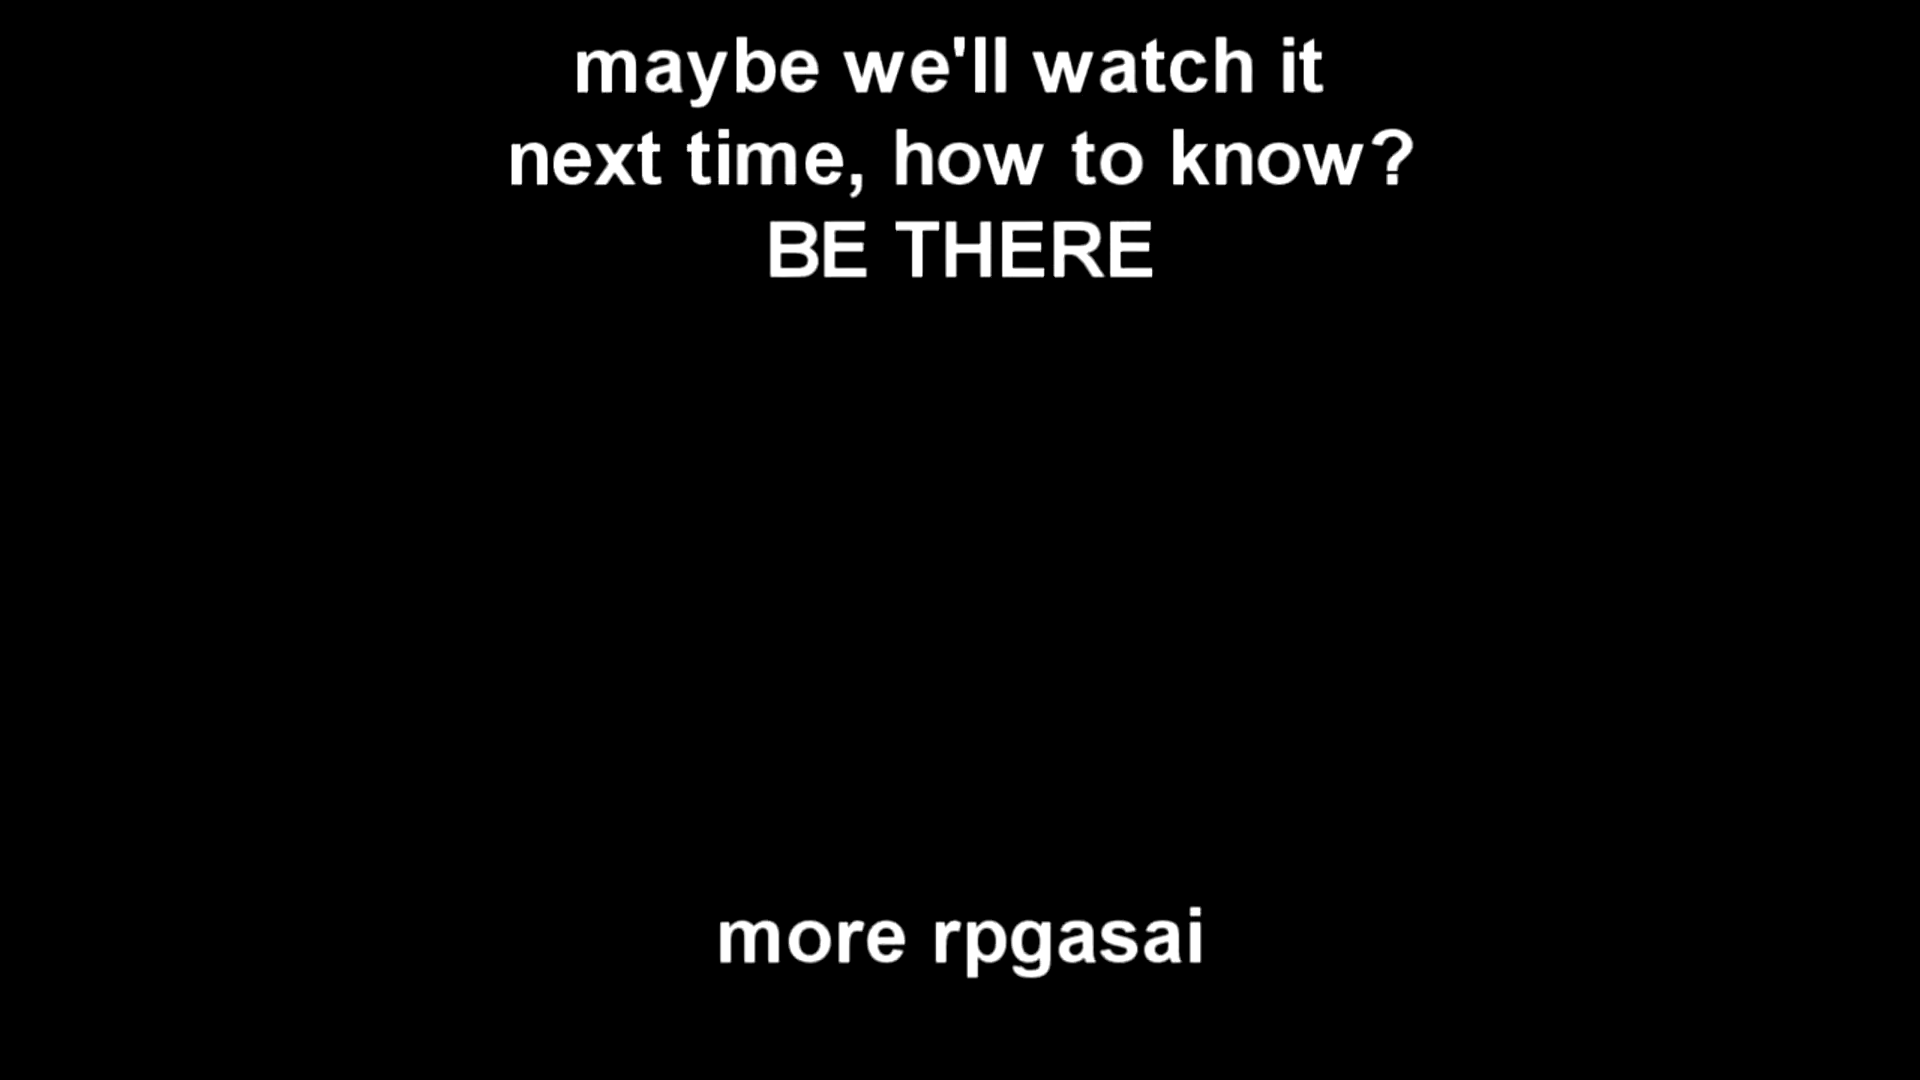 maybe we'll watch it
next time, how to know?
BE THERE
more rpgasai